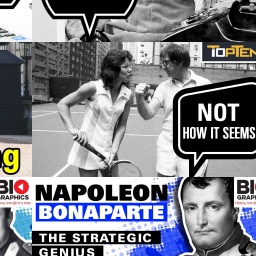 TOPTEN
NOT
HOW IT SEEMS
g
BIO
GRAPHICS
NAPOLEON
BONAPARTE
THE STRATEGIC
GENIUS
BIO
GRAPHICS